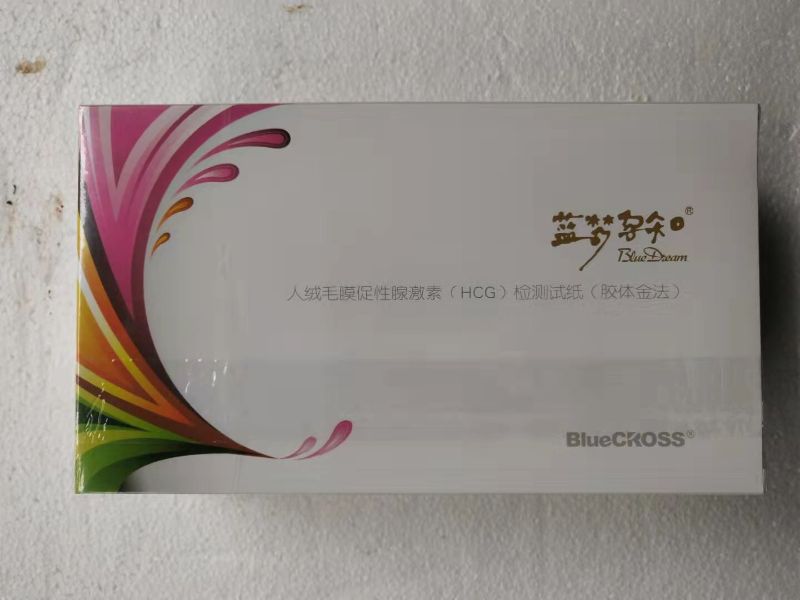 蓝梦孕知®
Blue Dream
人绒毛膜促性腺激素（HCG）检测试纸（胶体金法）
BlueCROSS®